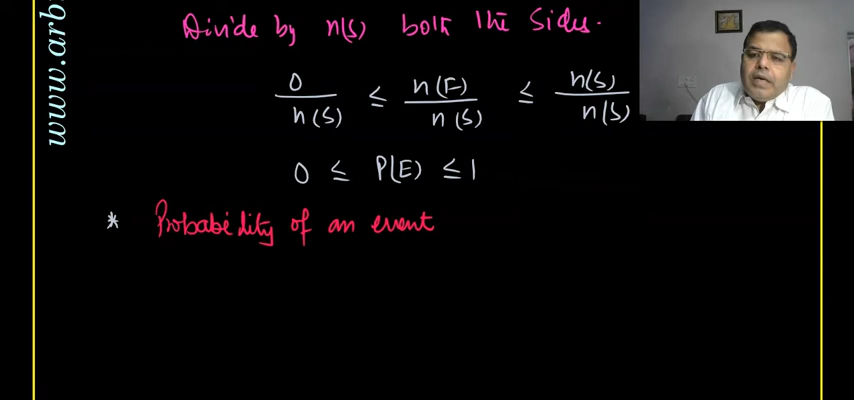 www.arb
Divide by n(S) both the sides.
0/n(S) ≤ n(E)/n(S) ≤ n(S)/n(S)
0 ≤ P(E) ≤ 1
* Probability of an event